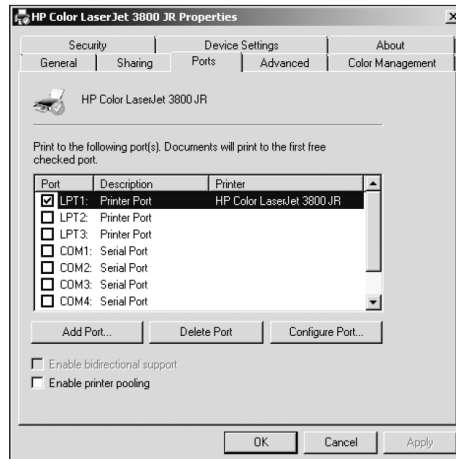 HP Color LaserJet 3800 JR Properties
Security Device Settings About
General Sharing Ports Advanced Color Management
HP Color LaserJet 3800 JR
Print to the following port(s). Documents will print to the first free
checked port.
Port Description Printer
LPT1: Printer Port HP Color LaserJet 3800 JR
LPT2: Printer Port
LPT3: Printer Port
COM1: Serial Port
COM2: Serial Port
COM3: Serial Port
COM4: Serial Port
Add Port... Delete Port Configure Port...
Enable bidirectional support
Enable printer pooling
OK Cancel Apply